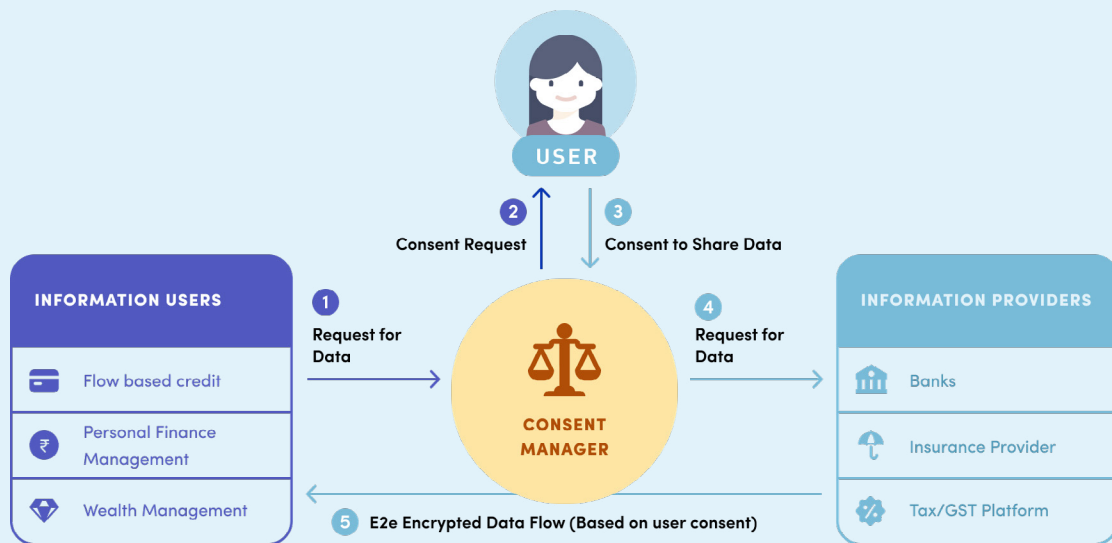 USER
2
Consent Request
3
Consent to Share Data
INFORMATION USERS
Flow based credit
₹
Personal Finance
Management
Wealth Management
1
Request for
Data
CONSENT
MANAGER
4
Request for
Data
INFORMATION PROVIDERS
Banks
Insurance Provider
%
Tax/GST Platform
5 E2e Encrypted Data Flow (Based on user consent)